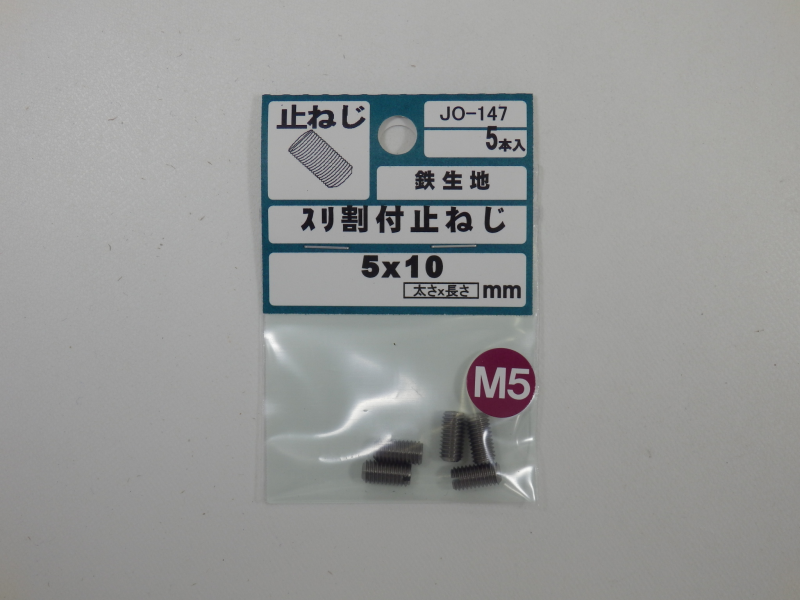 止ねじ
JO-147
5本入
鉄生地
ｽﾘ割付止ねじ
5x10
太さx長さ mm
M5